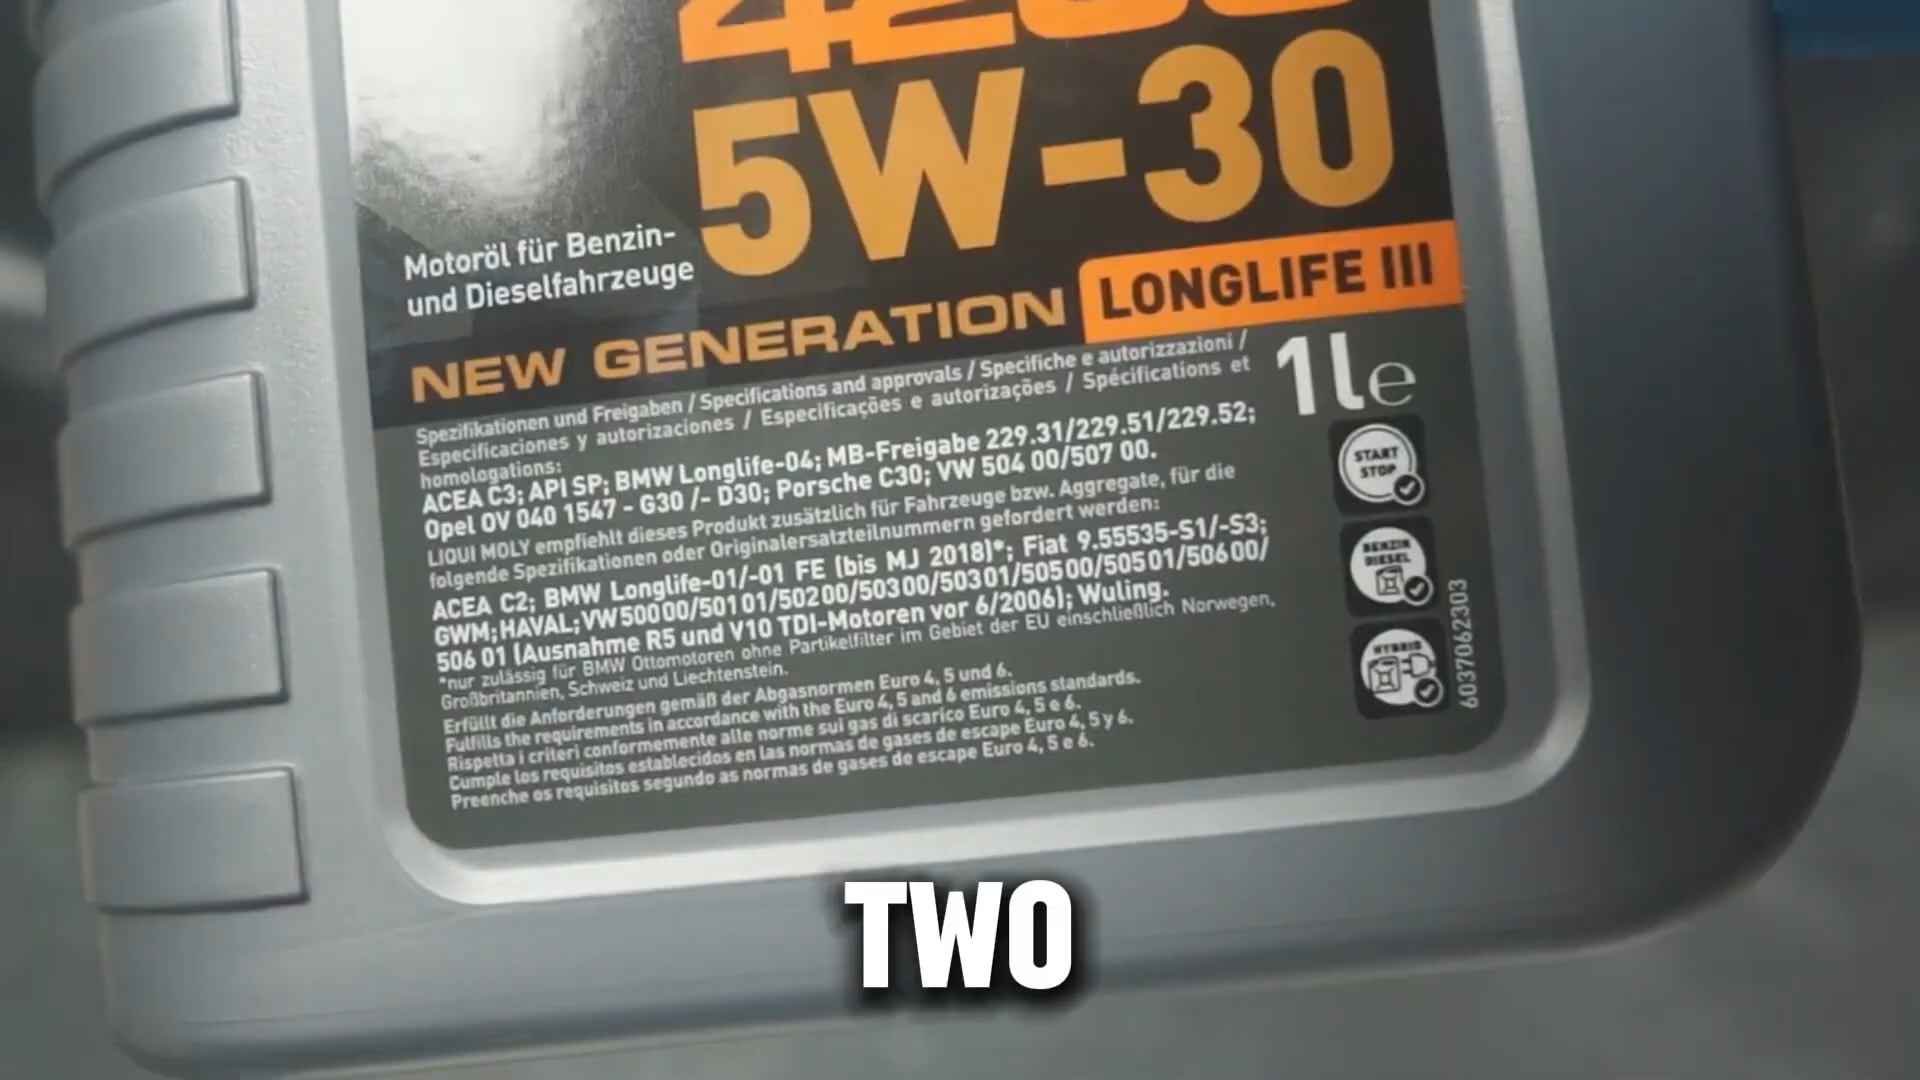 4200
5W-30
Motoröl für Benzin-
und Dieselfahrzeuge
NEW GENERATION
LONGLIFE III
1l e
Spezifikationen und Freigaben / Specifications and approvals / Specifiche e autorizzazioni /
Especificaciones y autorizaciones / Especificações e autorizações / Spécifications et
homologations:
ACEA C3; API SP; BMW Longlife-04; MB-Freigabe 229.31/229.51/229.52;
Opel OV 040 1547 - G30 /- D30; Porsche C30; VW 504 00/507 00.
LIQUI MOLY empfiehlt dieses Produkt zusätzlich für Fahrzeuge bzw. Aggregate, für die
folgende Spezifikationen oder Originalersatzteilnummern gefordert werden:
ACEA C2; BMW Longlife-01/-01 FE (bis MJ 2018)*; Fiat 9.55535-S1/-S3;
GWM; HAVAL; VW 500 00/501 01/502 00/503 00/503 01/505 00/505 01/506 00/
506 01 (Ausnahme R5 und V10 TDI-Motoren vor 6/2006); Wuling.
*nur zulässig für BMW Ottomotoren ohne Partikelfilter im Gebiet der EU einschließlich Norwegen,
Großbritannien, Schweiz und Liechtenstein.
Erfüllt die Anforderungen gemäß der Abgasnormen Euro 4, 5 und 6.
Fulfills the requirements in accordance with the Euro 4, 5 and 6 emissions standards.
Rispetta i criteri conformemente alle norme sui gas di scarico Euro 4, 5 e 6.
Cumple los requisitos establecidos en las normas de gases de escape Euro 4, 5 y 6.
Preenche os requisitos segundo as normas de gases de escape Euro 4, 5 e 6.
START
STOP
BENZIN
DIESEL
HYBRID
6037062303
TWO